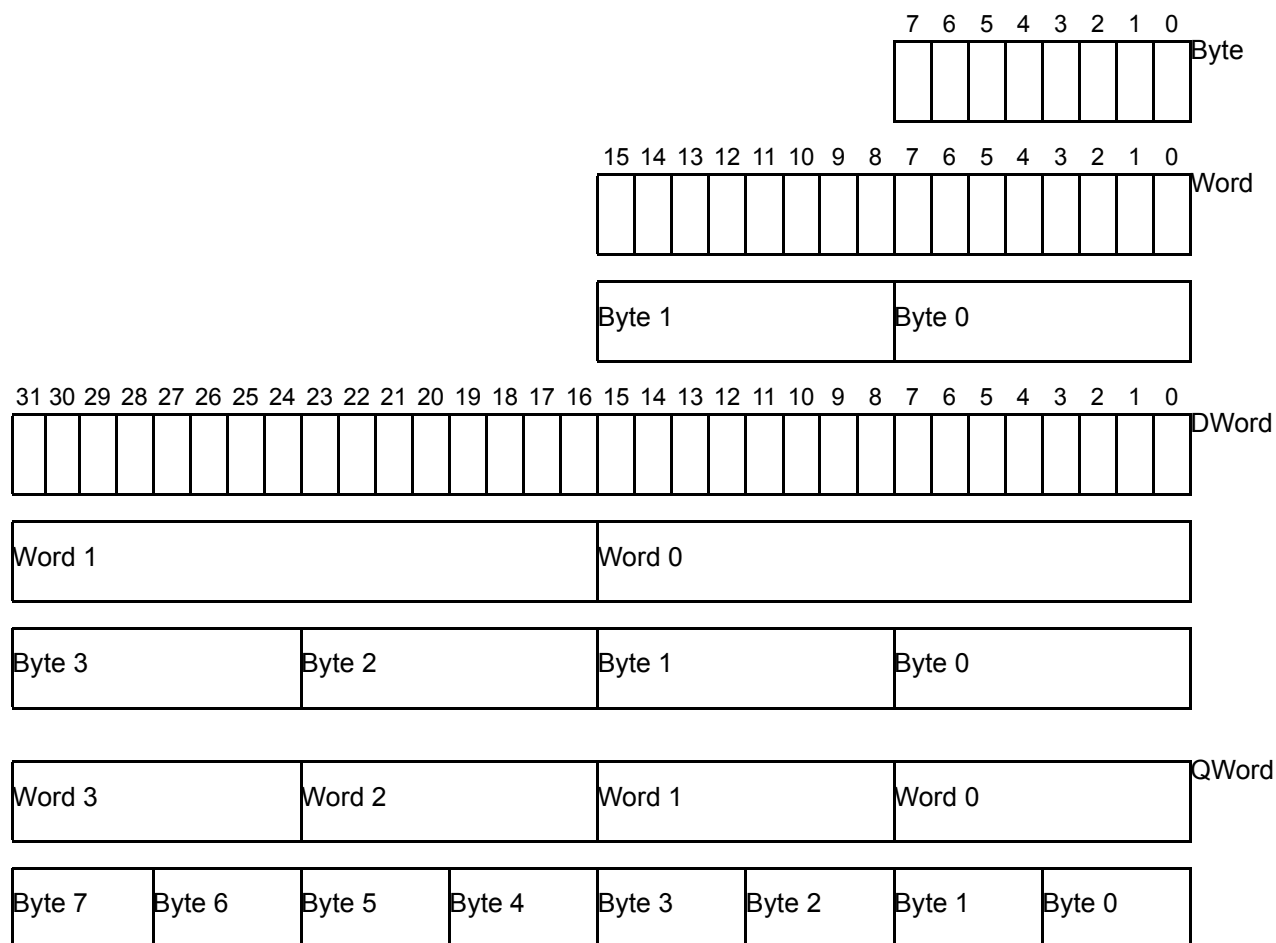 7 6 5 4 3 2 1 0
Byte
15 14 13 12 11 10 9 8 7 6 5 4 3 2 1 0
Word
Byte 1 Byte 0
31 30 29 28 27 26 25 24 23 22 21 20 19 18 17 16 15 14 13 12 11 10 9 8 7 6 5 4 3 2 1 0
DWord
Word 1 Word 0
Byte 3 Byte 2 Byte 1 Byte 0
QWord
Word 3 Word 2 Word 1 Word 0
Byte 7 Byte 6 Byte 5 Byte 4 Byte 3 Byte 2 Byte 1 Byte 0